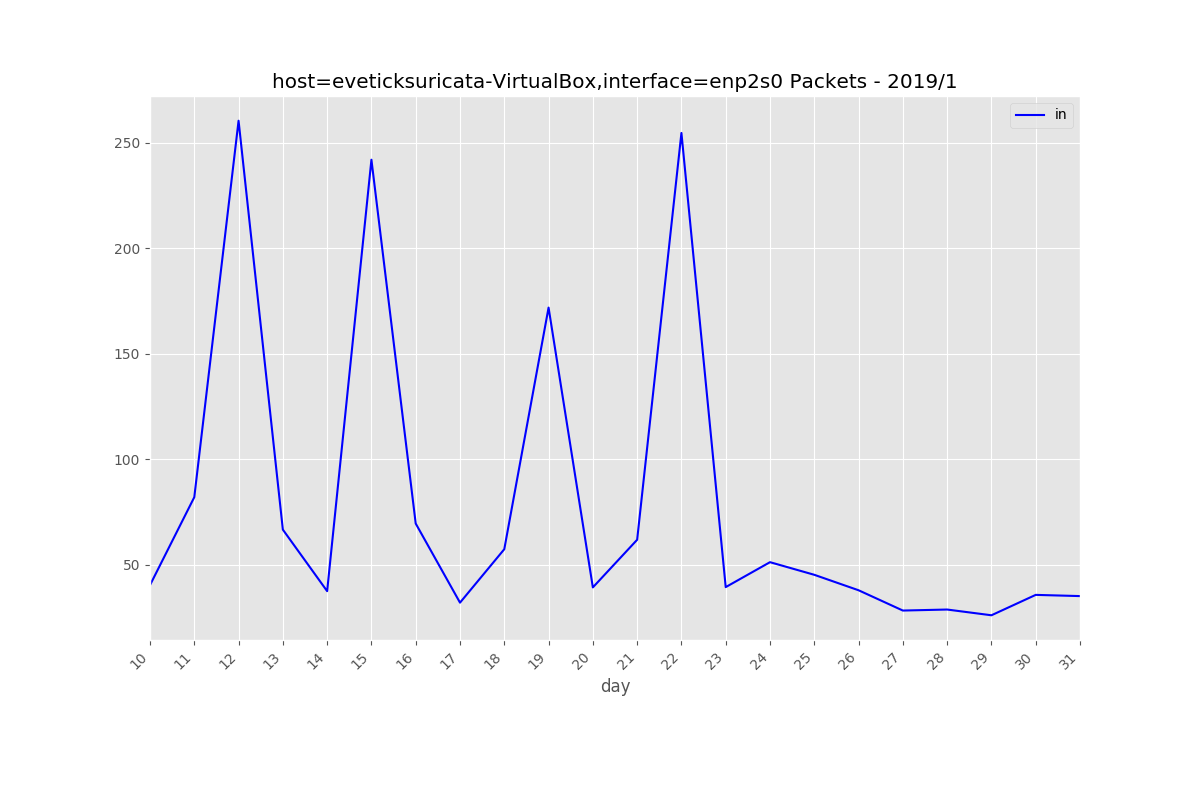 host=eveticksuricata-VirtualBox,interface=enp2s0 Packets - 2019/1
in
250
200
150
100
50
10 11 12 13 14 15 16 17 18 19 20 21 22 23 24 25 26 27 28 29 30 31
day